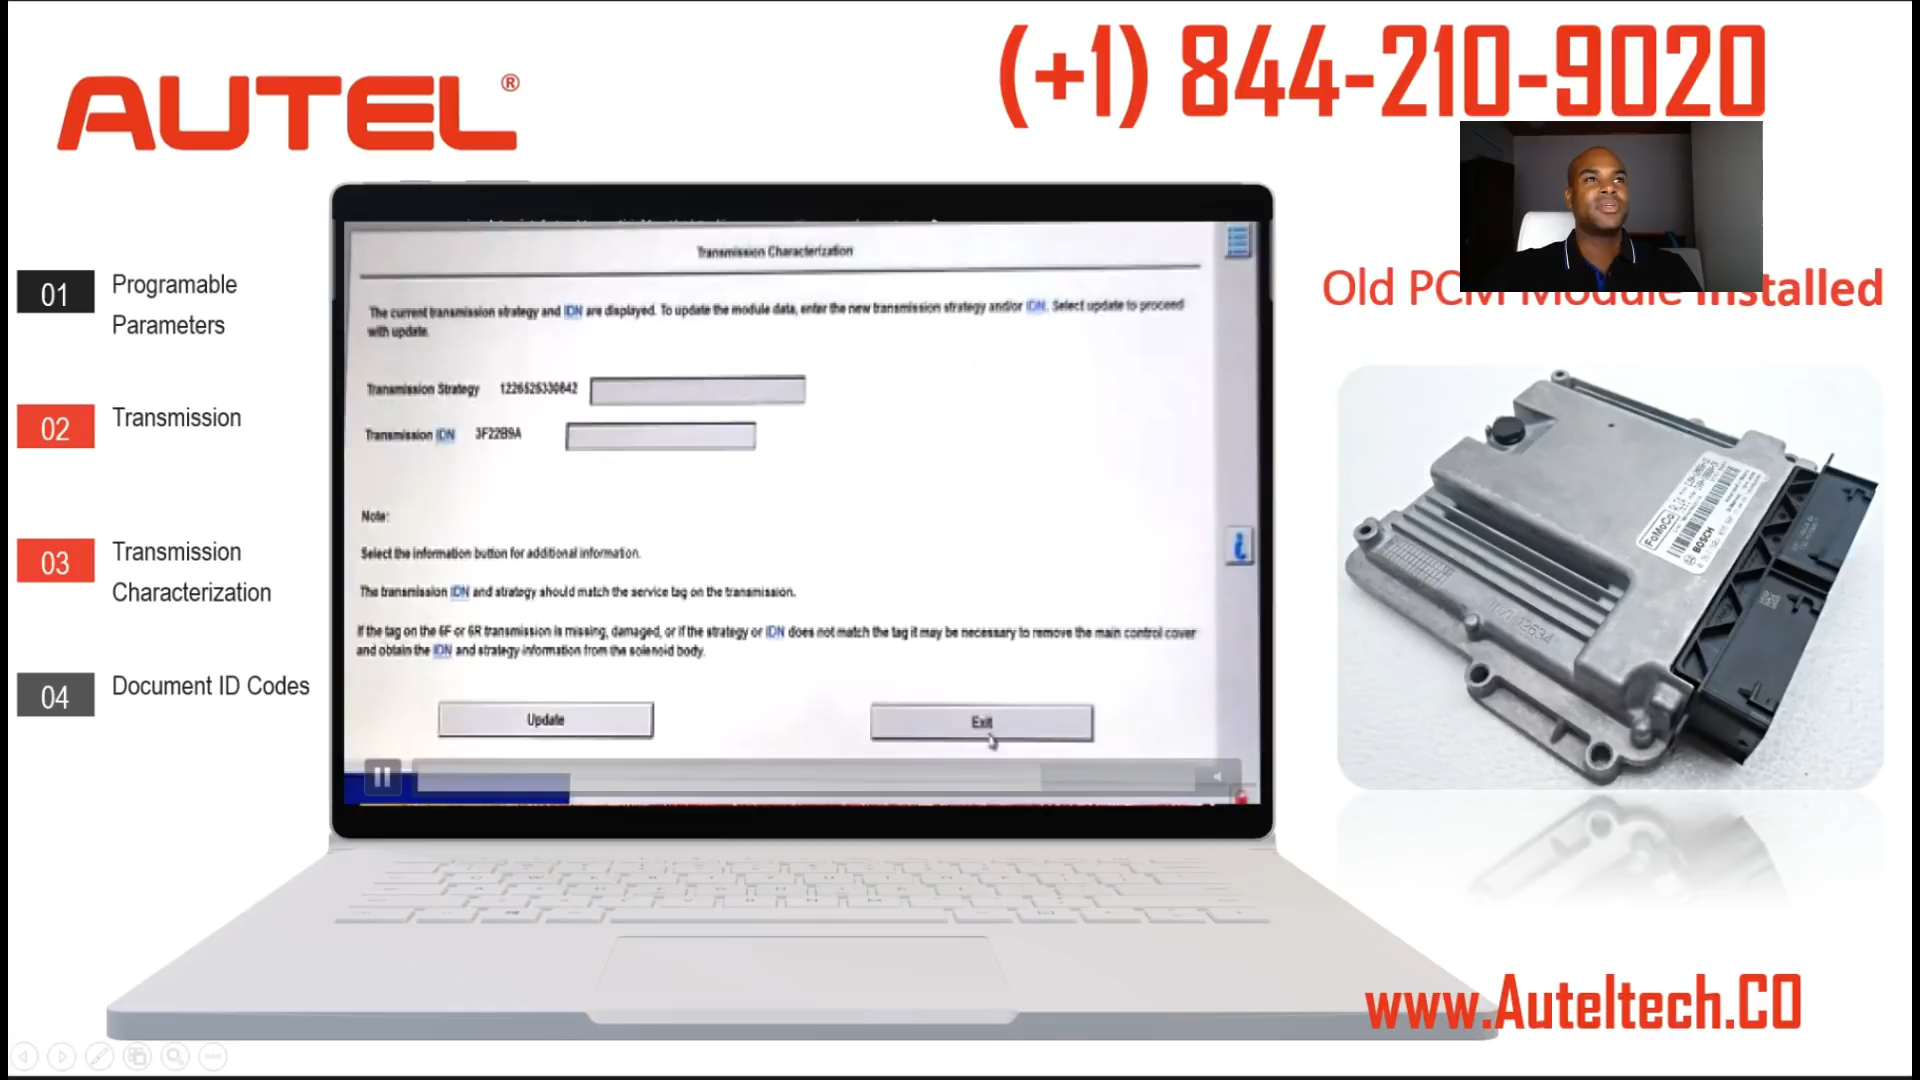 AUTEL®
(+1) 844-210-9020
01 Programable
Parameters
02 Transmission
03 Transmission
Characterization
04 Document ID Codes
Transmission Characterization
The current transmission strategy and IDN are displayed. To update the module data, enter the new transmission strategy and/or IDN. Select update to proceed
with update.
Transmission Strategy 1226525330842
Transmission IDN 3F22B9A
Note:
Select the information button for additional information.
The transmission IDN and strategy should match the service tag on the transmission.
If the tag on the 6F or 6R transmission is missing, damaged, or if the strategy or IDN does not match the tag it may be necessary to remove the main control cover
and obtain the IDN and strategy information from the solenoid body.
Update
Exit
Old PCM Module Installed
FoMoCo
BOSCH
www.Auteltech.CO